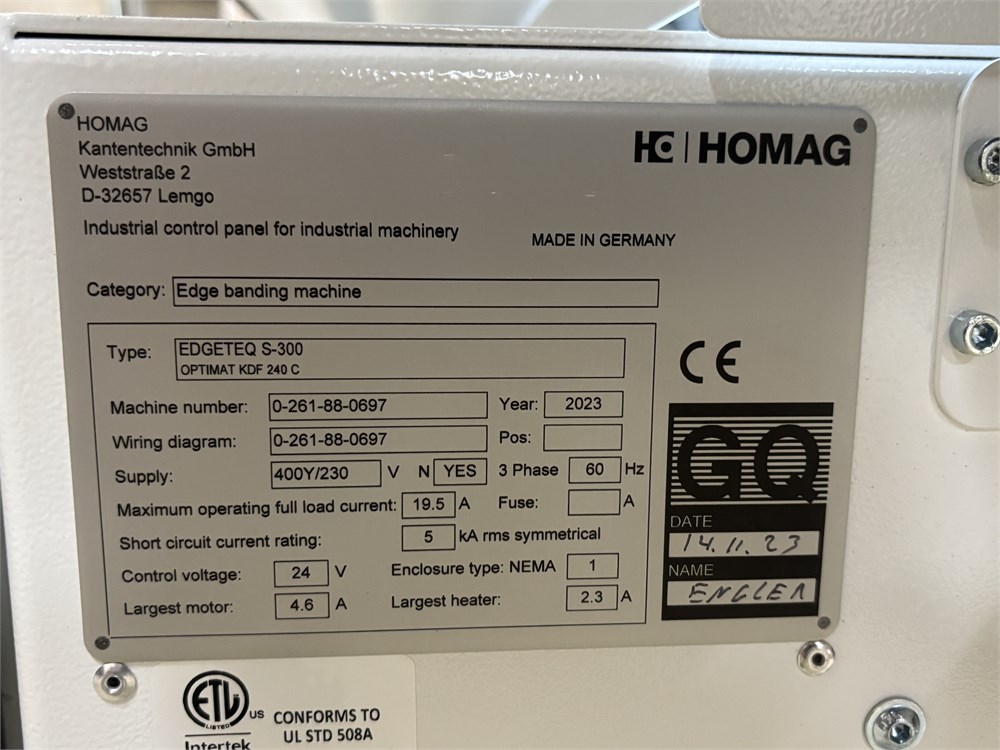 HOMAG
Kantentechnik GmbH
Weststraße 2
D-32657 Lemgo
HOMAG
Industrial control panel for industrial machinery
MADE IN GERMANY
Category: Edge banding machine
Type: EDGETEQ S-300
OPTIMAT KDF 240 C
CE
Machine number: 0-261-88-0697 Year: 2023
Wiring diagram: 0-261-88-0697 Pos:
Supply: 400Y/230 V N YES 3 Phase 60 Hz
Maximum operating full load current: 19.5 A Fuse: A
Short circuit current rating: 5 kA rms symmetrical
Control voltage: 24 V Enclosure type: NEMA 1
Largest motor: 4.6 A Largest heater: 2.3 A
GQ
DATE
14.11.23
NAME
ENGLER
ETL
LISTED
US
Intertek
CONFORMS TO
UL STD 508A